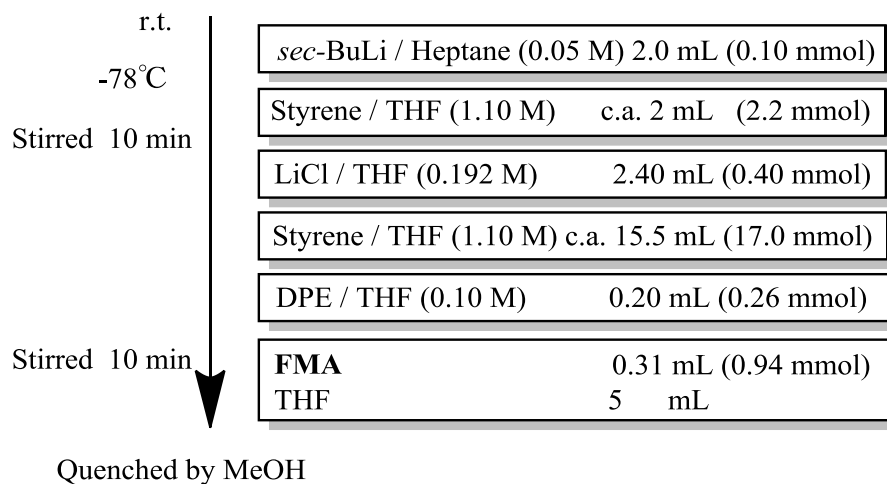 r.t.
sec-BuLi / Heptane (0.05 M) 2.0 mL (0.10 mmol)
-78℃
Styrene / THF (1.10 M) c.a. 2 mL (2.2 mmol)
Stirred 10 min
LiCl / THF (0.192 M) 2.40 mL (0.40 mmol)
Styrene / THF (1.10 M) c.a. 15.5 mL (17.0 mmol)
DPE / THF (0.10 M) 0.20 mL (0.26 mmol)
Stirred 10 min
FMA 0.31 mL (0.94 mmol)
THF 5 mL
Quenched by MeOH